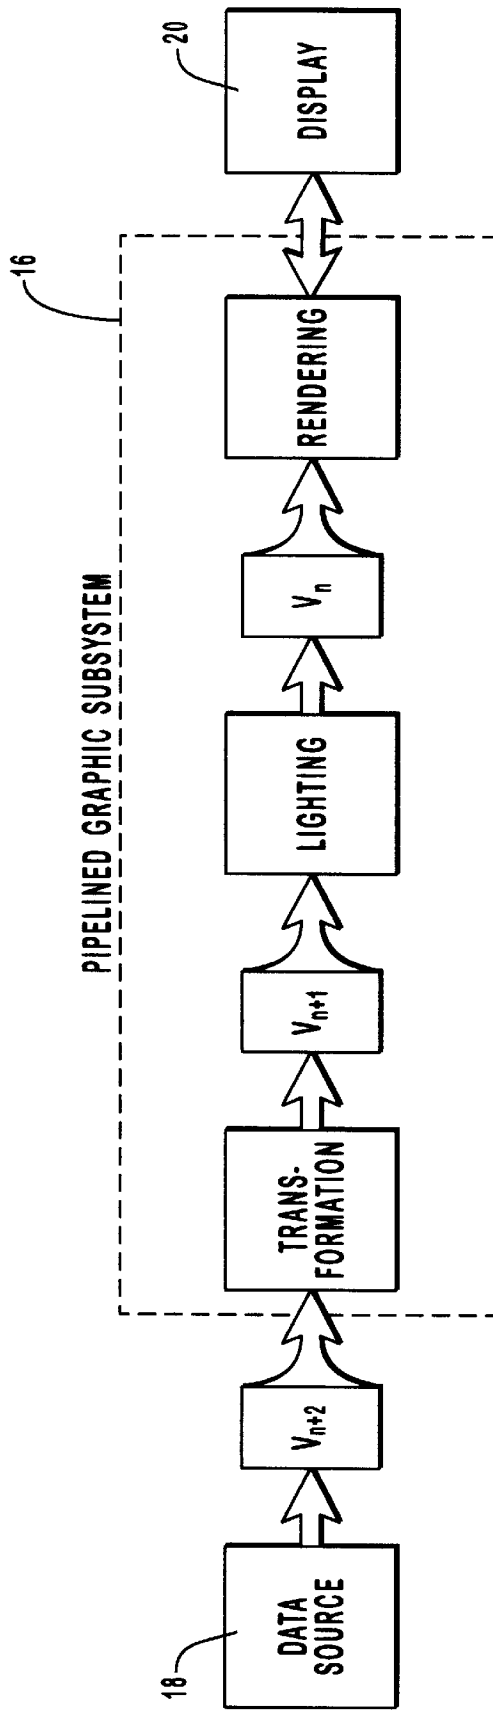 PIPELINED GRAPHIC SUBSYSTEM
16
18
DATA
SOURCE
Vn+2
TRANS-
FORMATION
Vn+1
LIGHTING
Vn
RENDERING
20
DISPLAY